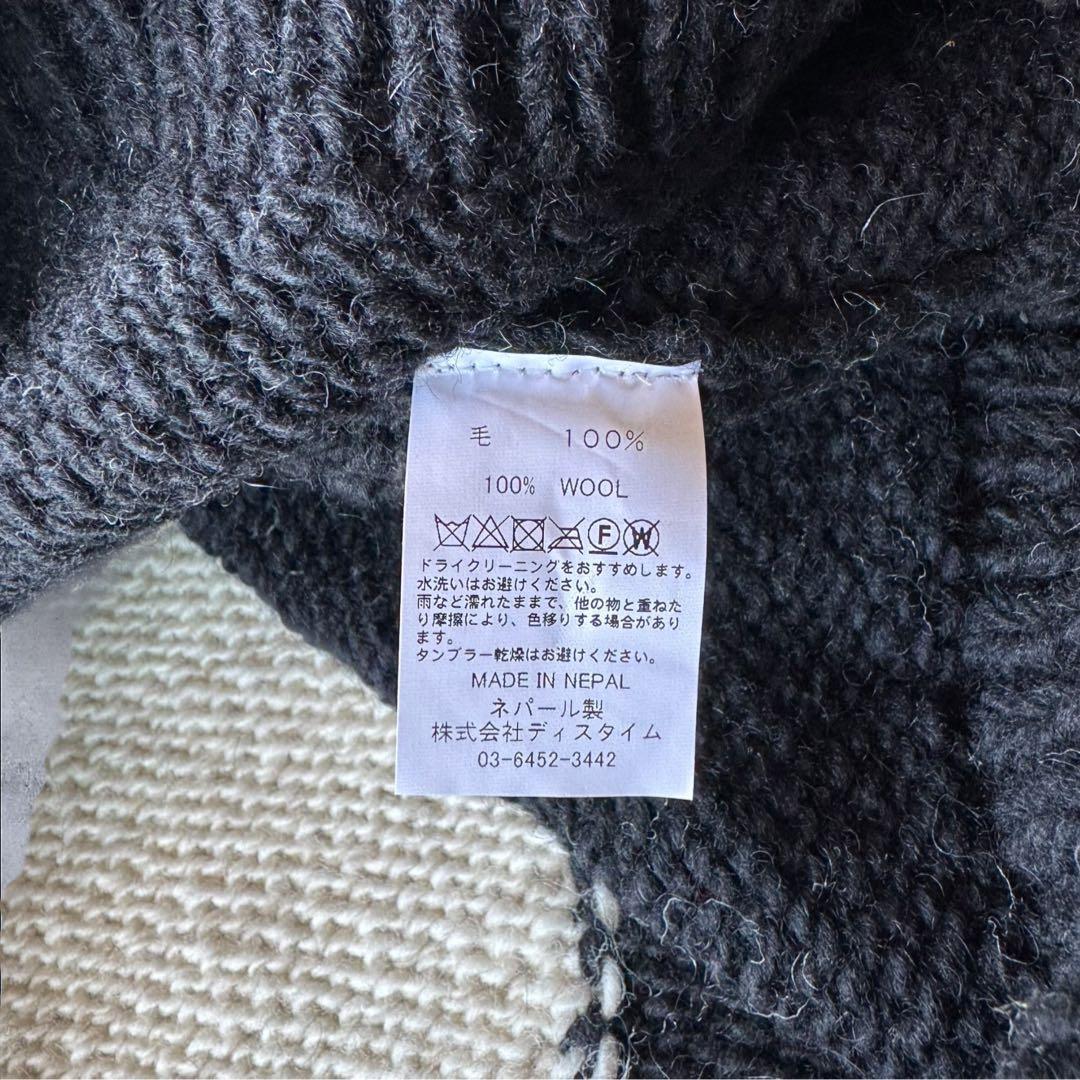 毛 100%
100% WOOL
F W
ドライクリーニングをおすすめします。
水洗いはお避けください。
雨など濡れたままで、他の物と重ねた
り摩擦により、色移りする場合があり
ます。
タンブラー乾燥はお避けください。
MADE IN NEPAL
ネパール製
株式会社ディスタイム
03-6452-3442